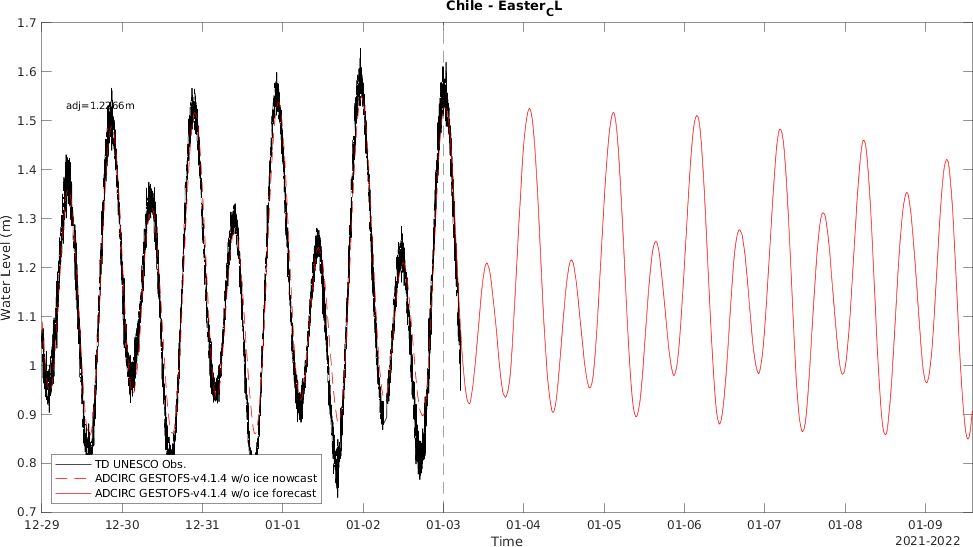 Chile - Easter_CL
1.7
1.6
1.5
1.4
1.3
1.2
1.1
1
0.9
0.8
0.7
Water Level (m)
adj=1.2266m
TD UNESCO Obs.
ADCIRC GESTOFS-v4.1.4 w/o ice nowcast
ADCIRC GESTOFS-v4.1.4 w/o ice forecast
12-29 12-30 12-31 01-01 01-02 01-03 01-04 01-05 01-06 01-07 01-08 01-09
Time
2021-2022